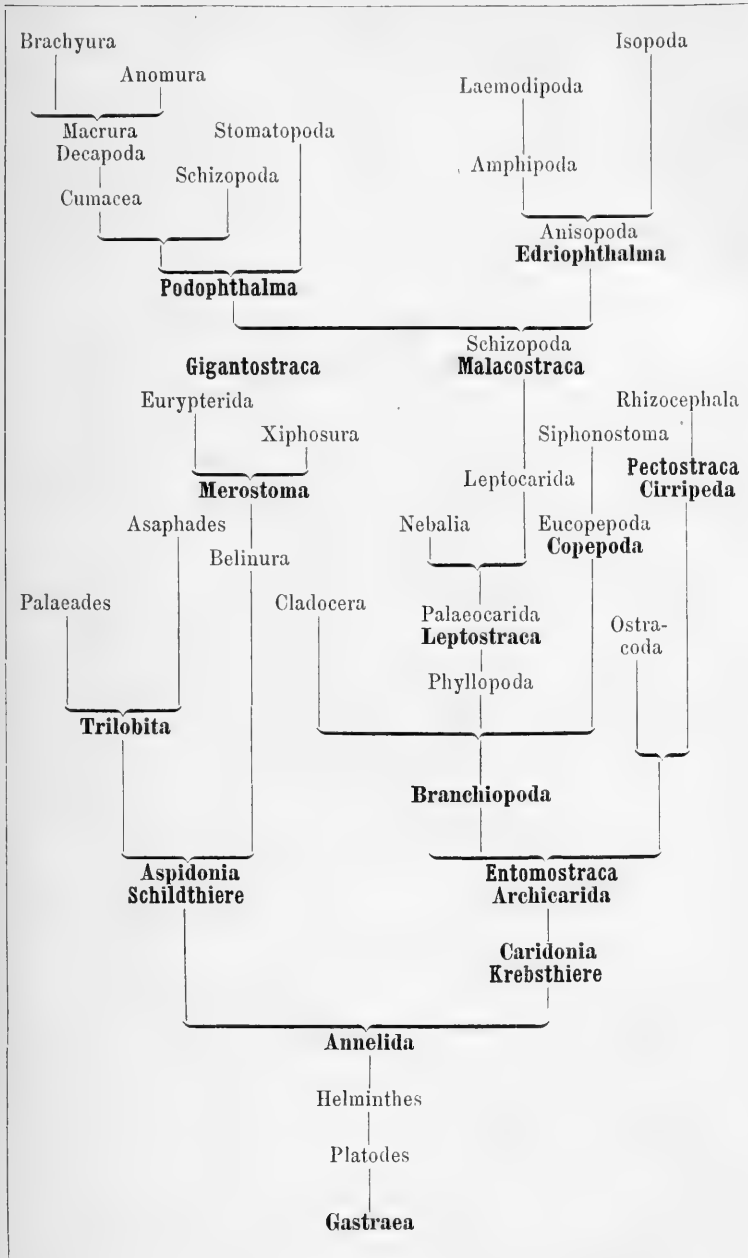 Brachyura
Isopoda
Anomura
Laemodipoda
Macrura
Decapoda
Stomatopoda
Schizopoda
Amphipoda
Cumacea
Anisopoda
Edriophthalma
Podophthalma
Schizopoda
Malacostraca
Gigantostraca
Eurypterida
Rhizocephala
Xiphosura
Siphonostoma
Pectostraca
Cirripeda
Merostoma
Leptocarida
Asaphades
Nebalia
Eucopepoda
Copepoda
Belinura
Palaeades
Cladocera
Palaeocarida
Leptostraca
Ostra-
coda
Phyllopoda
Trilobita
Branchiopoda
Aspidonia
Schildthiere
Entomostraca
Archicarida
Caridonia
Krebsthiere
Annelida
Helminthes
Platodes
Gastraea